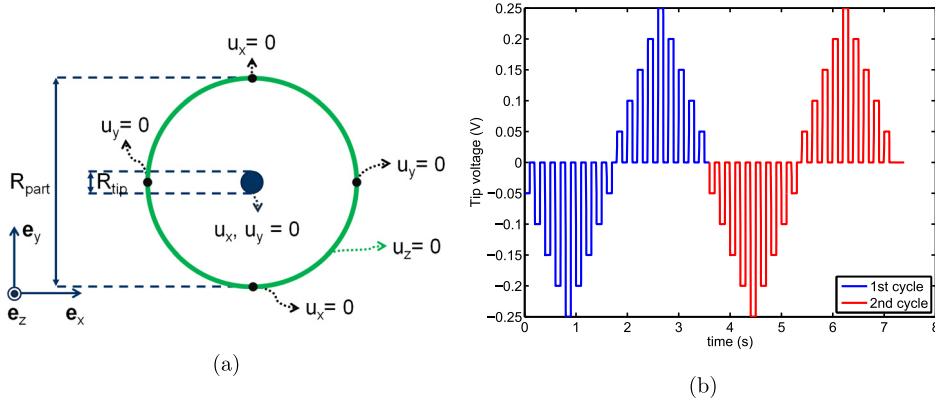 u_x= 0
u_y= 0
R_part
R_tip
u_y= 0
e_y
u_x, u_y = 0
u_z= 0
u_x= 0
e_z
e_x
(a)
Tip voltage (V)
0.25
0.2
0.15
0.1
0.05
0
−0.05
−0.1
−0.15
−0.2
−0.25
0 1 2 3 4 5 6 7 8
time (s)
1st cycle
2nd cycle
(b)